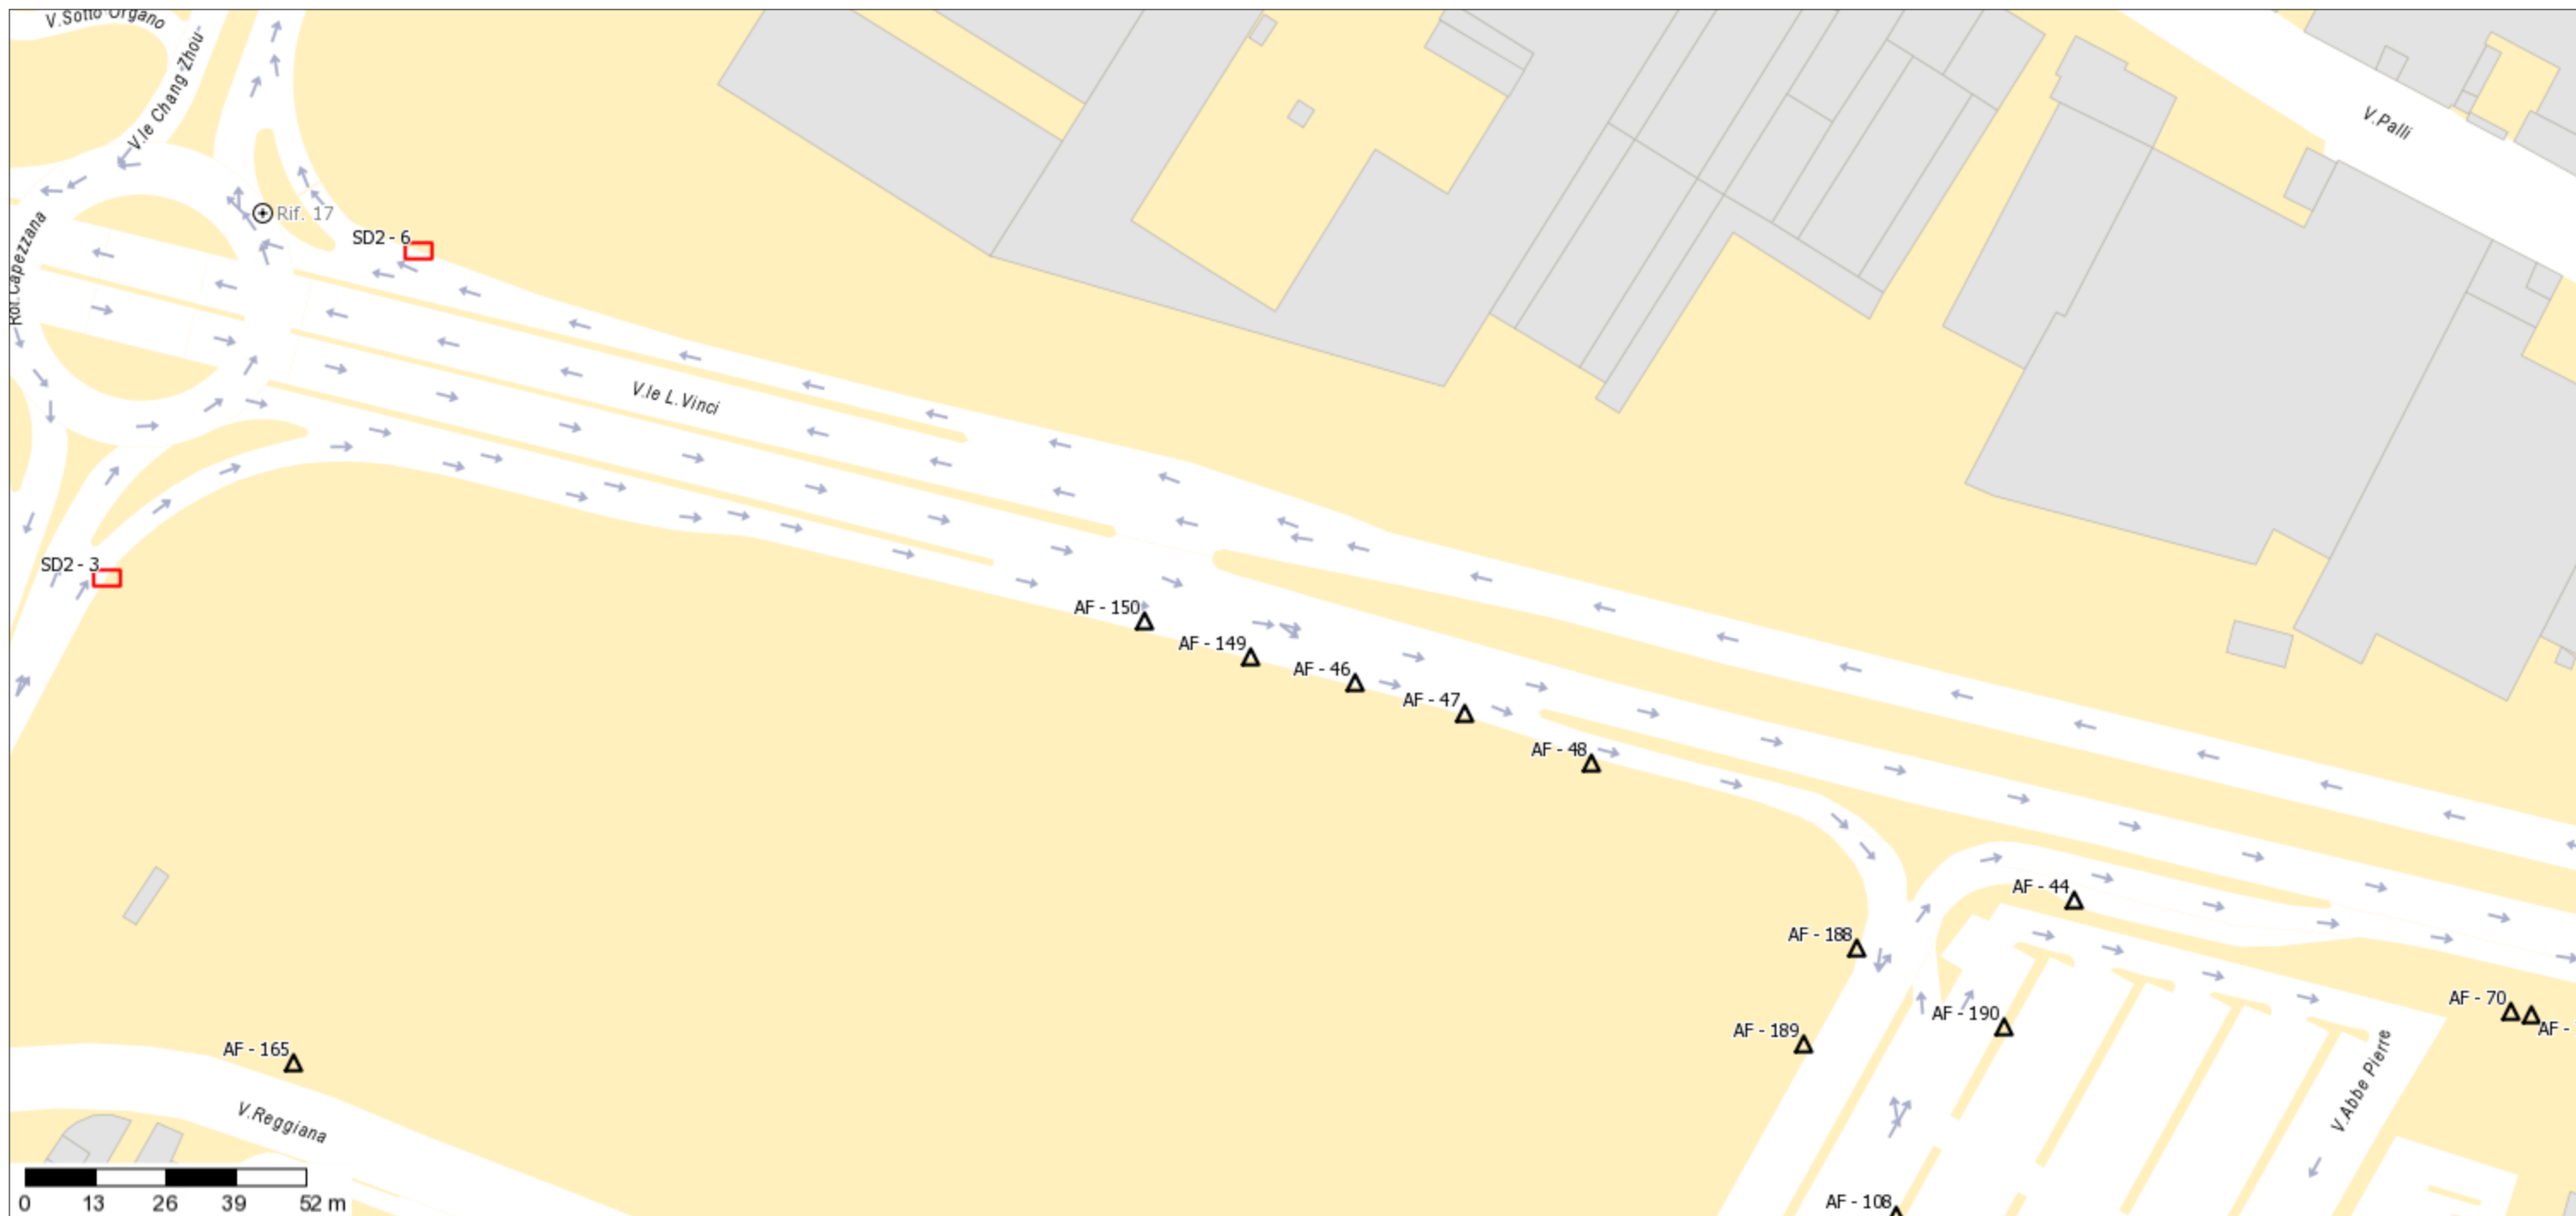 V.Sotto Organo
V.le Chang Zhou
V.Palli
Rif. 17
Rot.Capezzana
SD2 - 6
V.le L.Vinci
SD2 - 3
AF - 150
AF - 149
AF - 46
AF - 47
AF - 48
AF - 44
AF - 188
AF - 70
AF - 190
AF -
AF - 189
AF - 165
V.Abbe Pierre
V.Reggiana
AF - 108
0 13 26 39 52 m